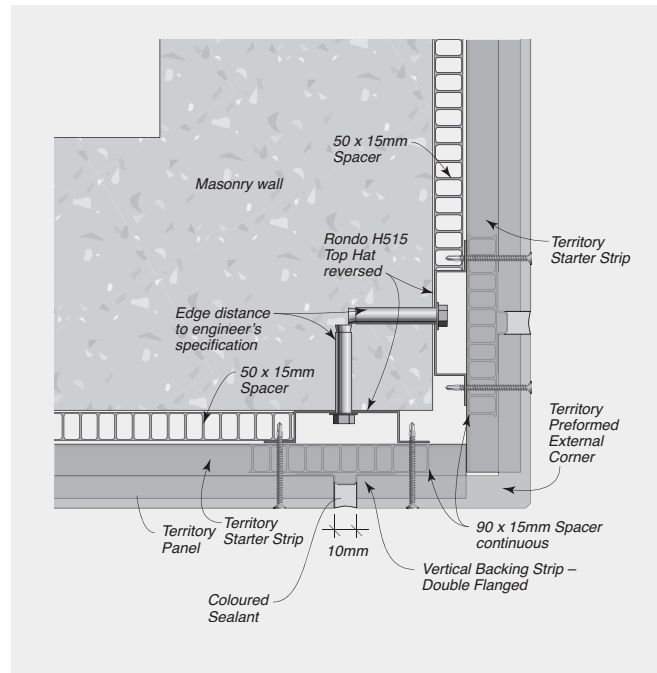 50 x 15mm
Spacer
Masonry wall
Rondo H515
Top Hat
reversed
Territory
Starter Strip
Edge distance
to engineer's
specification
50 x 15mm
Spacer
Territory
Preformed
External
Corner
Territory
Panel
Territory
Starter Strip
10mm
90 x 15mm Spacer
continuous
Vertical Backing Strip –
Double Flanged
Coloured
Sealant